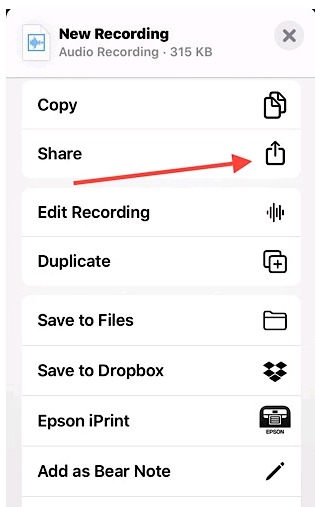 New Recording
Audio Recording · 315 KB
Copy
Share
Edit Recording
Duplicate
Save to Files
Save to Dropbox
Epson iPrint
EPSON
Add as Bear Note